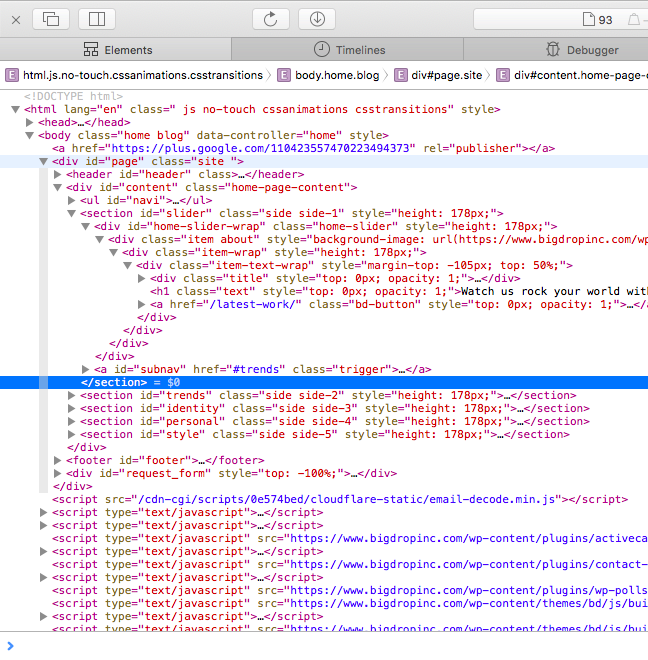 93
Elements Timelines Debugger
E html.js.no-touch.cssanimations.csstransitions E body.home.blog E div#page.site E div#content.home-page-c
<!DOCTYPE html>
<html lang="en" class=" js no-touch cssanimations csstransitions" style>
<head>…</head>
<body class="home blog" data-controller="home" style>
<a href="https://plus.google.com/110423557470223494373" rel="publisher"></a>
<div id="page" class="site ">
<header id="header" class>…</header>
<div id="content" class="home-page-content">
<ul id="navi">…</ul>
<section id="slider" class="side side-1" style="height: 178px;">
<div id="home-slider-wrap" class="home-slider" style="height: 178px;">
<div class="item about" style="background-image: url(https://www.bigdropinc.com/wp
<div class="item-wrap" style="height: 178px;">
<div class="item-text-wrap" style="margin-top: -105px; top: 50%;">
<div class="title" style="top: 0px; opacity: 1;">…</div>
<h1 class="text" style="top: 0px; opacity: 1;">Watch us rock your world with
<a href="/latest-work/" class="bd-button" style="top: 0px; opacity: 1;">…</a
</div>
</div>
</div>
</div>
<a id="subnav" href="#trends" class="trigger">…</a>
</section> = $0
<section id="trends" class="side side-2" style="height: 178px;">…</section>
<section id="identity" class="side side-3" style="height: 178px;">…</section>
<section id="personal" class="side side-4" style="height: 178px;">…</section>
<section id="style" class="side side-5" style="height: 178px;">…</section>
</div>
<footer id="footer">…</footer>
<div id="request_form" style="top: -100%;">…</div>
</div>
<script src="/cdn-cgi/scripts/0e574bed/cloudflare-static/email-decode.min.js"></script>
<script type="text/javascript">…</script>
<script type="text/javascript">…</script>
<script type="text/javascript" src="https://www.bigdropinc.com/wp-content/plugins/activeca
<script type="text/javascript">…</script>
<script type="text/javascript" src="https://www.bigdropinc.com/wp-content/plugins/contact-
<script type="text/javascript">…</script>
<script type="text/javascript" src="https://www.bigdropinc.com/wp-content/plugins/wp-polls
<script type="text/javascript" src="https://www.bigdropinc.com/wp-content/themes/bd/js/bui
<script type="text/javascript">…</script>
<script type="text/javascript" src="https://www.bigdropinc.com/wp-content/themes/bd/js/bui